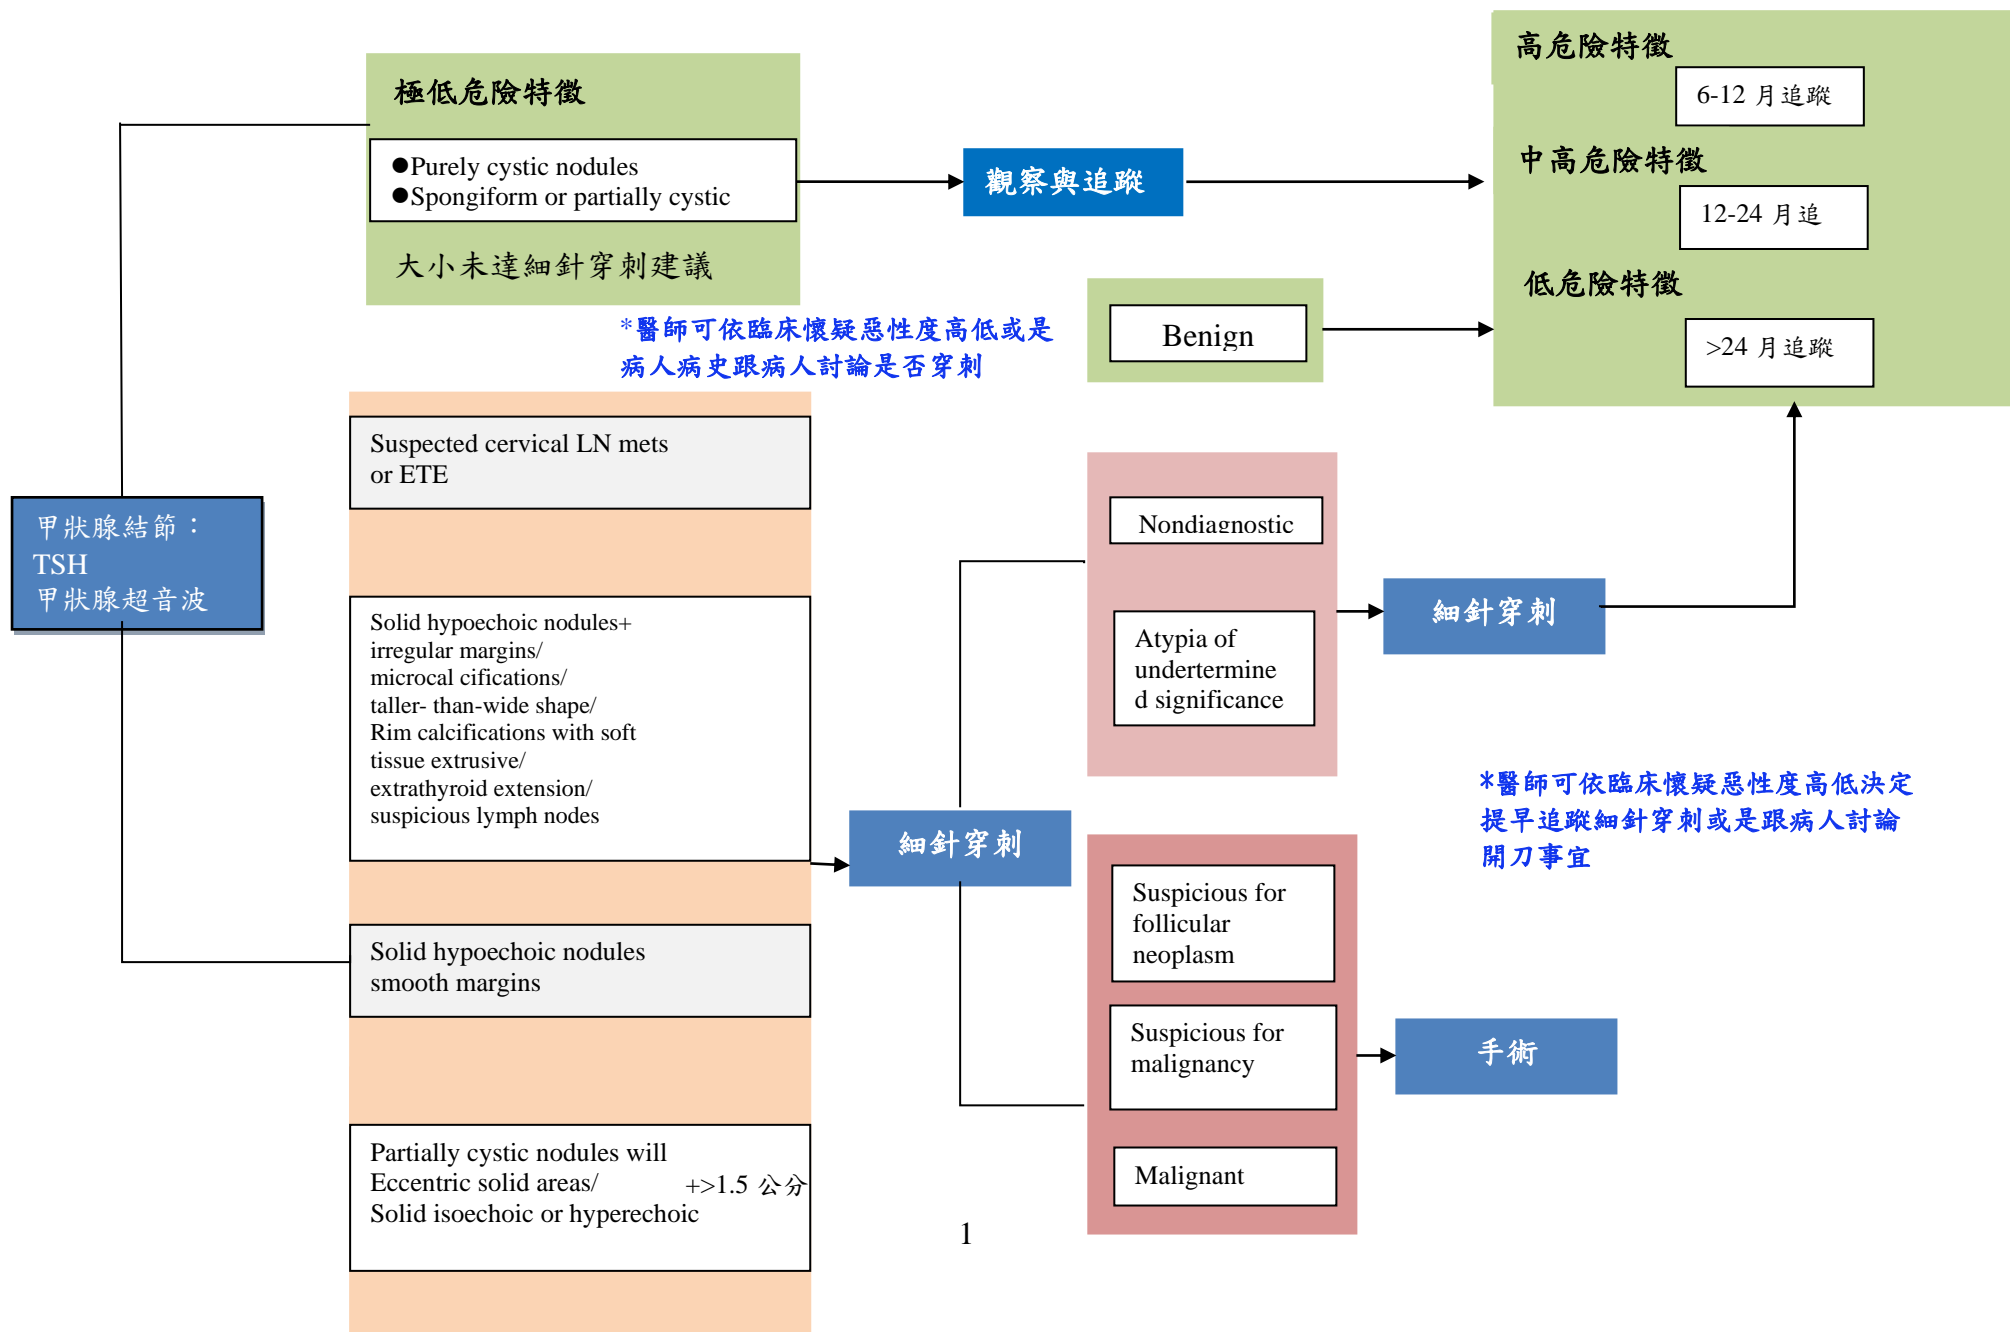 甲狀腺結節：
TSH
甲狀腺超音波
極低危險特徵
●Purely cystic nodules
●Spongiform or partially cystic
大小未達細針穿刺建議
*醫師可依臨床懷疑惡性度高低或是
病人病史跟病人討論是否穿刺
觀察與追蹤
高危險特徵
6-12 月追蹤
中高危險特徵
12-24 月追
低危險特徵
>24 月追蹤
Benign
Suspected cervical LN mets
or ETE
Solid hypoechoic nodules+
irregular margins/
microcal cifications/
taller- than-wide shape/
Rim calcifications with soft
tissue extrusive/
extrathyroid extension/
suspicious lymph nodes
Solid hypoechoic nodules
smooth margins
Partially cystic nodules will
Eccentric solid areas/
+>1.5 公分
Solid isoechoic or hyperechoic
細針穿刺
Nondiagnostic
Atypia of
undertermine
d significance
細針穿刺
*醫師可依臨床懷疑惡性度高低決定
提早追蹤細針穿刺或是跟病人討論
開刀事宜
Suspicious for
follicular
neoplasm
Suspicious for
malignancy
Malignant
手術
1